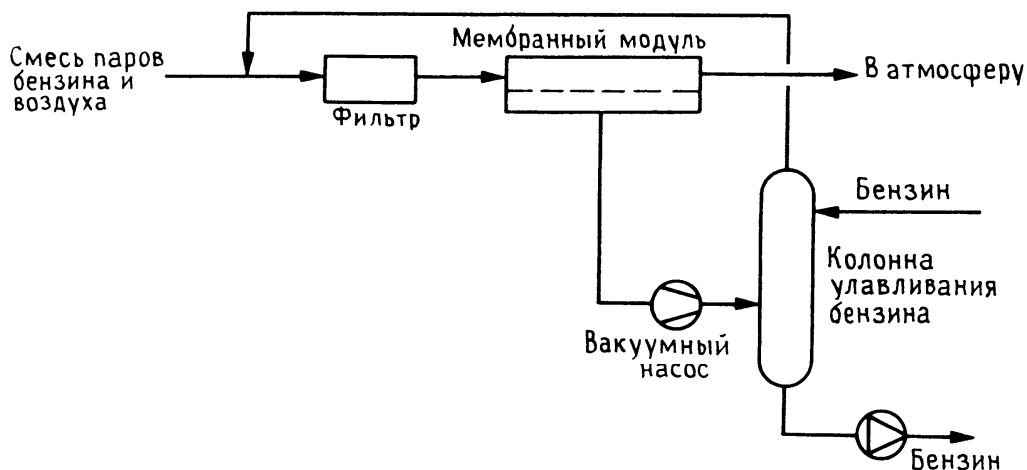 Смесь паров
бензина и
воздуха
Фильтр
Мембранный модуль
В атмосферу
Бензин
Колонна
улавливания
бензина
Вакуумный
насос
Бензин